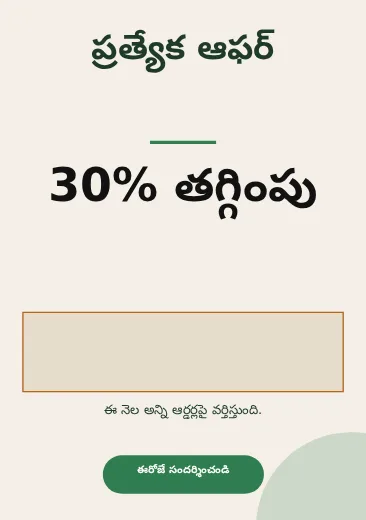 ప్రత్యేక ఆఫర్
30% తగ్గింపు
ఈ నెల అన్ని ఆర్డర్లపై వర్తిస్తుంది.
ఈరోజే సందర్శించండి